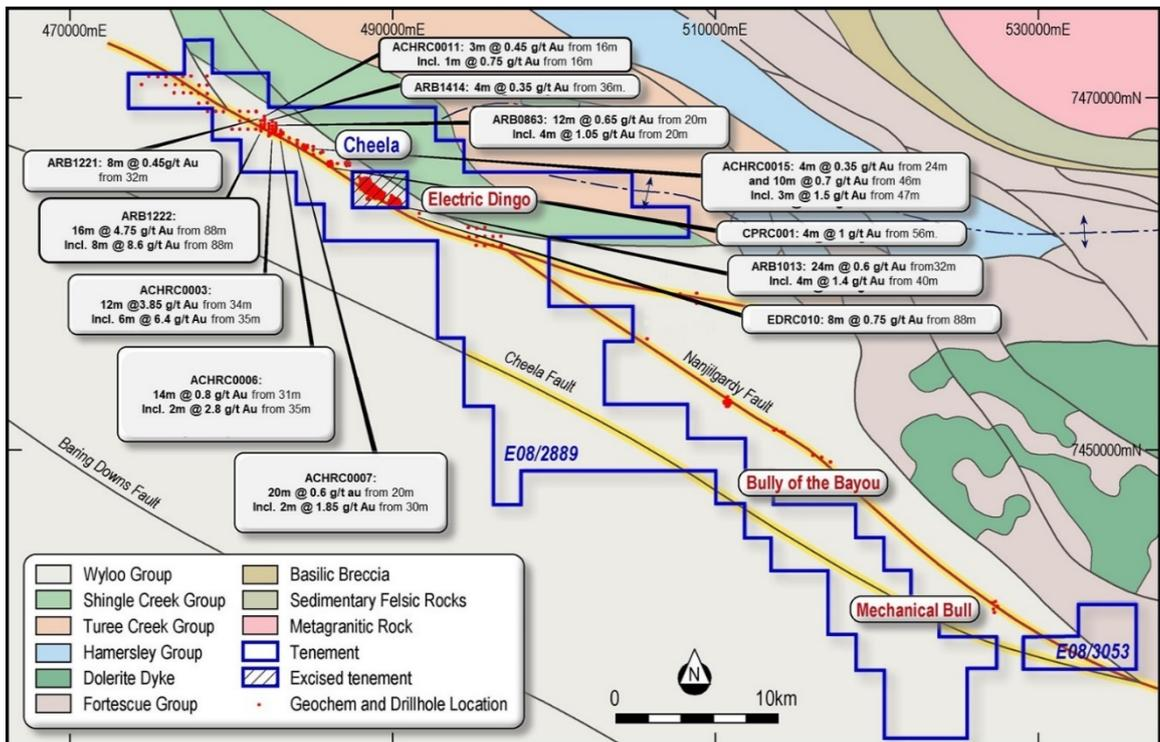 470000mE
490000mE
510000mE
530000mE
ACHRC0011: 3m @ 0.45 g/t Au from 16m
Incl. 1m @ 0.75 g/t Au from 16m
ARB1414: 4m @ 0.35 g/t Au from 36m.
7470000mN
ARB0863: 12m @ 0.65 g/t Au from 20m
Incl. 4m @ 1.05 g/t Au from 20m
Cheela
ARB1221: 8m @ 0.45g/t Au
from 32m
ACHRC0015: 4m @ 0.35 g/t Au from 24m
and 10m @ 0.7 g/t Au from 46m
Incl. 3m @ 1.5 g/t Au from 47m
Electric Dingo
ARB1222:
16m @ 4.75 g/t Au from 88m
Incl. 8m @ 8.6 g/t Au from 88m
CPRC001: 4m @ 1 g/t Au from 56m.
ARB1013: 24m @ 0.6 g/t Au from32m
Incl. 4m @ 1.4 g/t Au from 40m
ACHRC0003:
12m @3.85 g/t Au from 34m
Incl. 6m @ 6.4 g/t Au from 35m
EDRC010: 8m @ 0.75 g/t Au from 88m
ACHRC0006:
14m @ 0.8 g/t Au from 31m
Incl. 2m @ 2.8 g/t Au from 35m
Cheela Fault
Nanjilgardy Fault
Baring Downs Fault
E08/2889
7450000mN
ACHRC0007:
20m @ 0.6 g/t au from 20m
Incl. 2m @ 1.85 g/t Au from 30m
Bully of the Bayou
Mechanical Bull
E08/3053
Wyloo Group
Shingle Creek Group
Turee Creek Group
Hamersley Group
Dolerite Dyke
Fortescue Group
Basilic Breccia
Sedimentary Felsic Rocks
Metagranitic Rock
Tenement
Excised tenement
Geochem and Drillhole Location
N
0
10km